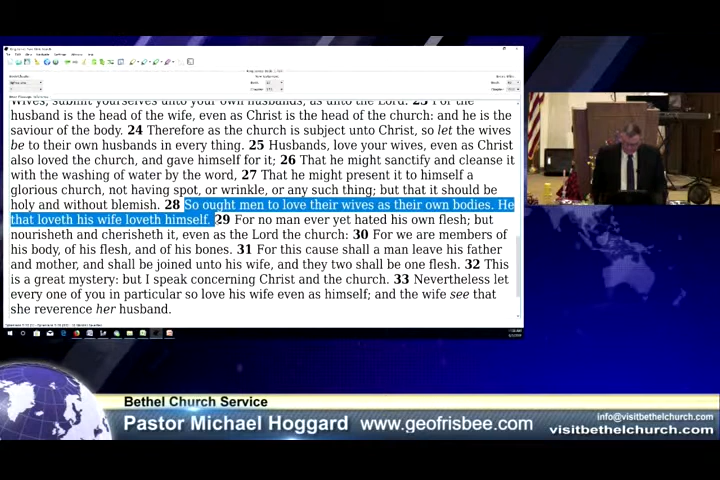 wives, submit yourselves unto your own husbands, as unto the Lord. 23 For the
husband is the head of the wife, even as Christ is the head of the church: and he is the
saviour of the body. 24 Therefore as the church is subject unto Christ, so let the wives
be to their own husbands in every thing. 25 Husbands, love your wives, even as Christ
also loved the church, and gave himself for it; 26 That he might sanctify and cleanse it
with the washing of water by the word, 27 That he might present it to himself a
glorious church, not having spot, or wrinkle, or any such thing; but that it should be
holy and without blemish. 28 So ought men to love their wives as their own bodies. He
that loveth his wife loveth himself. 29 For no man ever yet hated his own flesh; but
nourisheth and cherisheth it, even as the Lord the church: 30 For we are members of
his body, of his flesh, and of his bones. 31 For this cause shall a man leave his father
and mother, and shall be joined unto his wife, and they two shall be one flesh. 32 This
is a great mystery: but I speak concerning Christ and the church. 33 Nevertheless let
every one of you in particular so love his wife even as himself; and the wife see that
she reverence her husband.
Bethel Church Service
Pastor Michael Hoggard www.geofrisbee.com
info@visitbethelchurch.com
visitbethelchurch.com